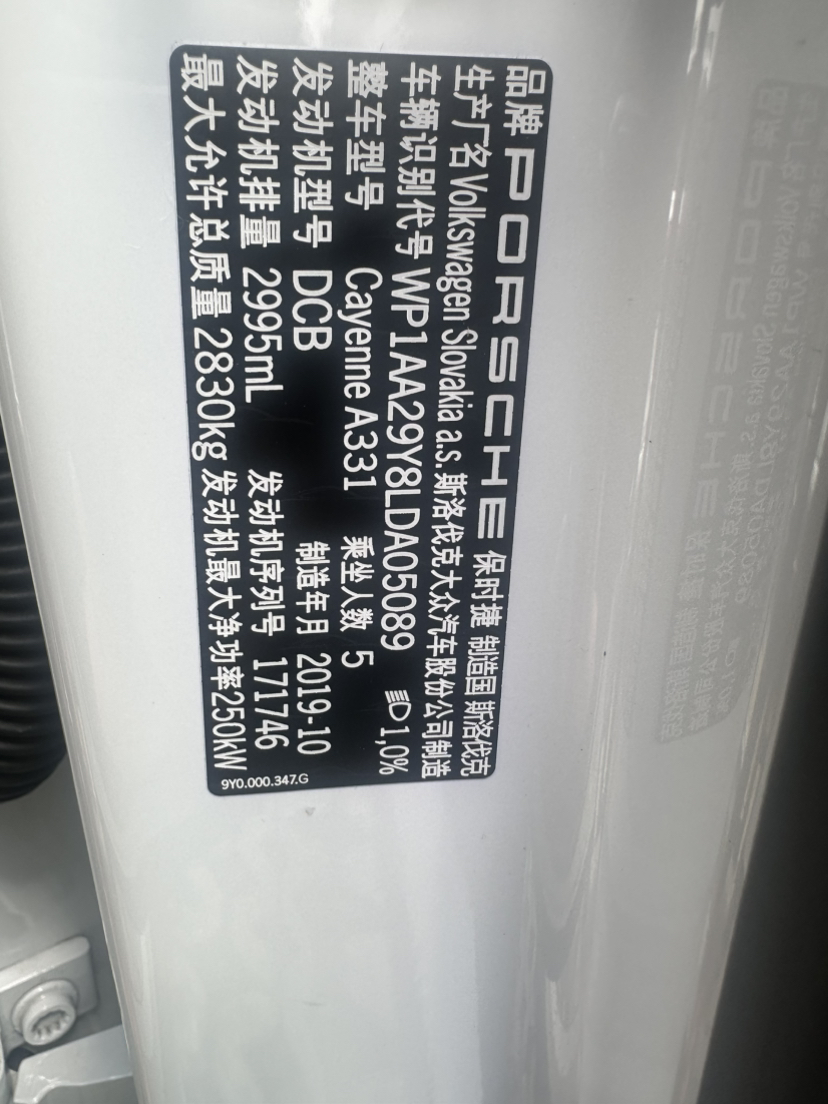 品牌 PORSCHE 保时捷 制造国 斯洛伐克
生产厂名 Volkswagen Slovakia a.s. 斯洛伐克大众汽车股份公司制造
车辆识别代号 WP1AA29Y8LDA05089 1,0%
整车型号 Cayenne A331 乘坐人数 5
发动机型号 DCB 制造年月 2019-10
发动机排量 2995mL 发动机序列号 171746
最大允许总质量 2830kg 发动机最大净功率250kW
9Y0.000.347.G